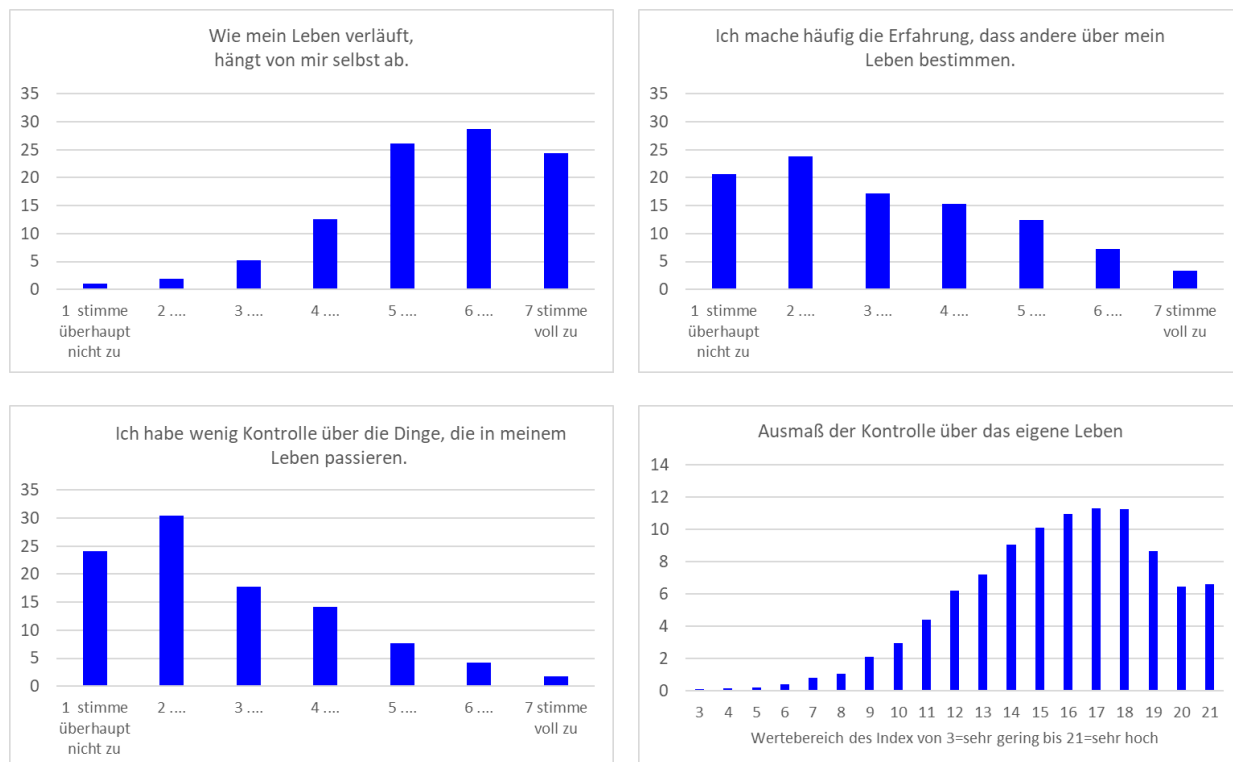 Wie mein Leben verläuft,
hängt von mir selbst ab.
35
30
25
20
15
10
5
0
1 stimme 2 .... 3 .... 4 .... 5 .... 6 .... 7 stimme
überhaupt voll zu
nicht zu
Ich mache häufig die Erfahrung, dass andere über mein
Leben bestimmen.
35
30
25
20
15
10
5
0
1 stimme 2 .... 3 .... 4 .... 5 .... 6 .... 7 stimme
überhaupt voll zu
nicht zu
Ich habe wenig Kontrolle über die Dinge, die in meinem
Leben passieren.
35
30
25
20
15
10
5
0
1 stimme 2 .... 3 .... 4 .... 5 .... 6 .... 7 stimme
überhaupt voll zu
nicht zu
Ausmaß der Kontrolle über das eigene Leben
14
12
10
8
6
4
2
0
3 4 5 6 7 8 9 10 11 12 13 14 15 16 17 18 19 20 21
Wertebereich des Index von 3=sehr gering bis 21=sehr hoch